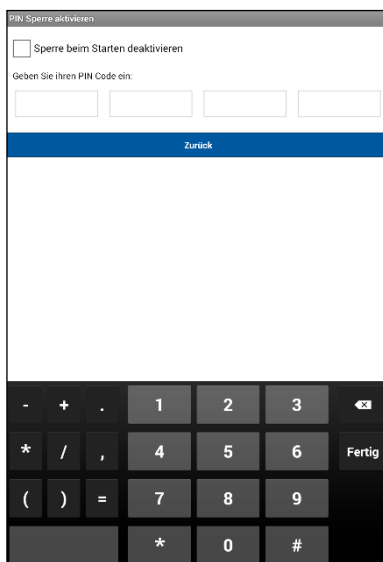 PIN Sperre aktivieren
Sperre beim Starten deaktivieren
Geben Sie ihren PIN Code ein:
Zurück
- + . 1 2 3
* / , 4 5 6 Fertig
( ) = 7 8 9
* 0 #